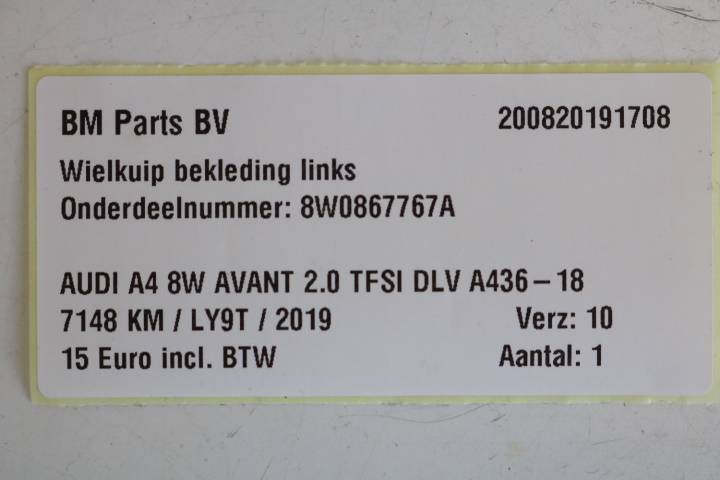 BM Parts BV 200820191708
Wielkuip bekleding links
Onderdeelnummer: 8W0867767A
AUDI A4 8W AVANT 2.0 TFSI DLV A436-18
7148 KM / LY9T / 2019 Verz: 10
15 Euro incl. BTW Aantal: 1